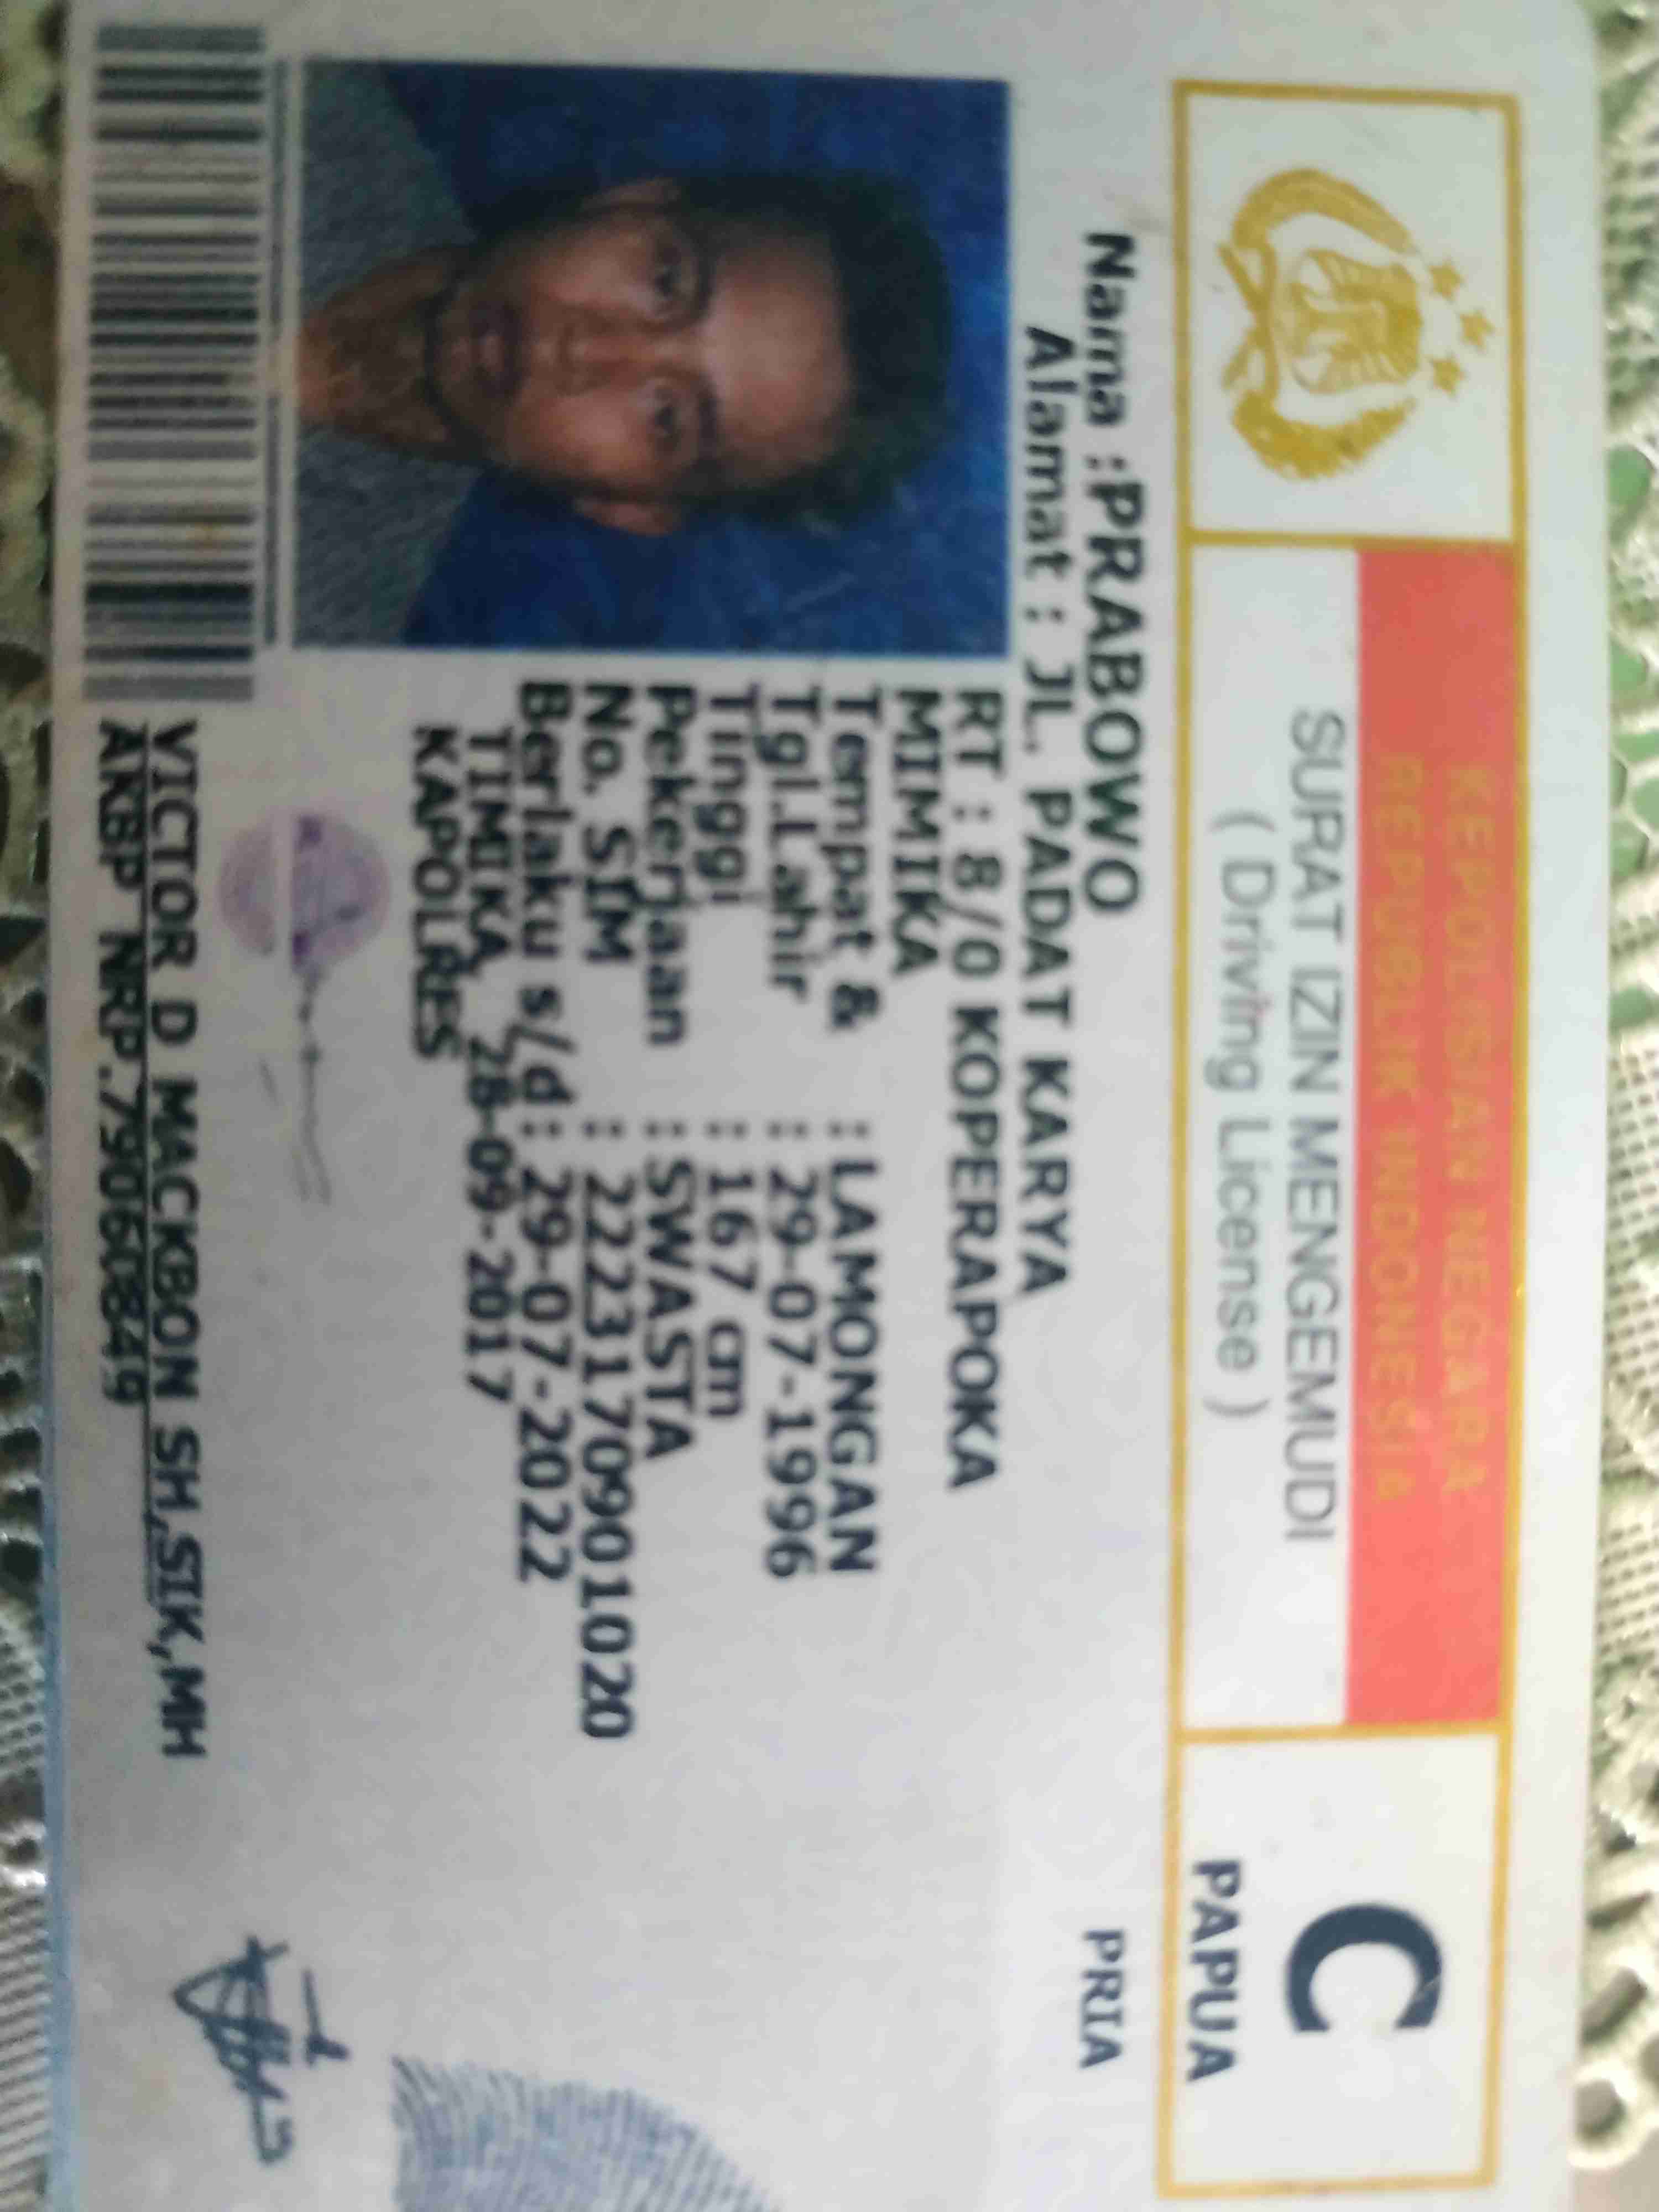 KEPOLISIAN NEGARA
REPUBLIK INDONESIA
SURAT IZIN MENGEMUDI
( Driving License )
C
PAPUA
Nama :PRABOWO
PRIA
Alamat : JL. PADAT KARYA
RT : 8/0 KOPERAPOKA
MIMIKA
Tempat & : LAMONGAN
Tgl.Lahir : 29-07-1996
Tinggi : 167 cm
Pekerjaan : SWASTA
No. SIM : 222317090102​0
Berlaku s/d : 29-07-2022
TIMIKA, 28-09-2017
KAPOLRES
VICTOR D MACKBON SH,SIK,MH
AKBP NRP.79060849